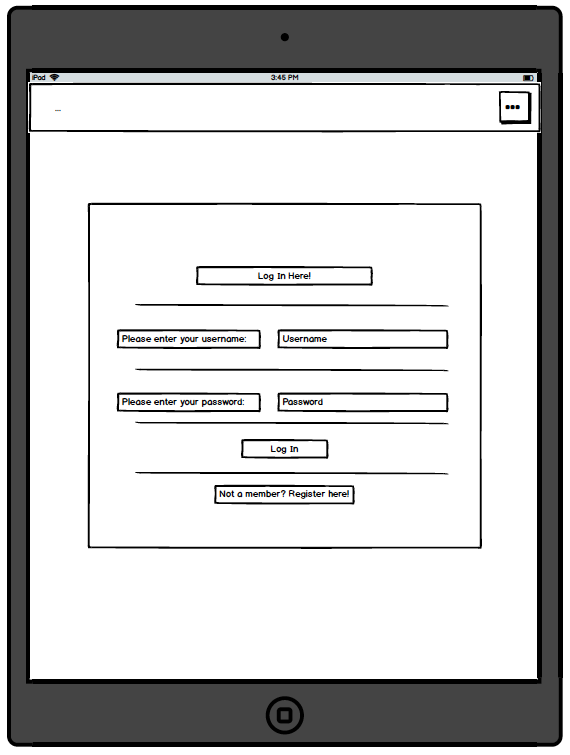 iPad
3:45 PM
Log In Here!
Please enter your username:
Username
Please enter your password:
Password
Log In
Not a member? Register here!